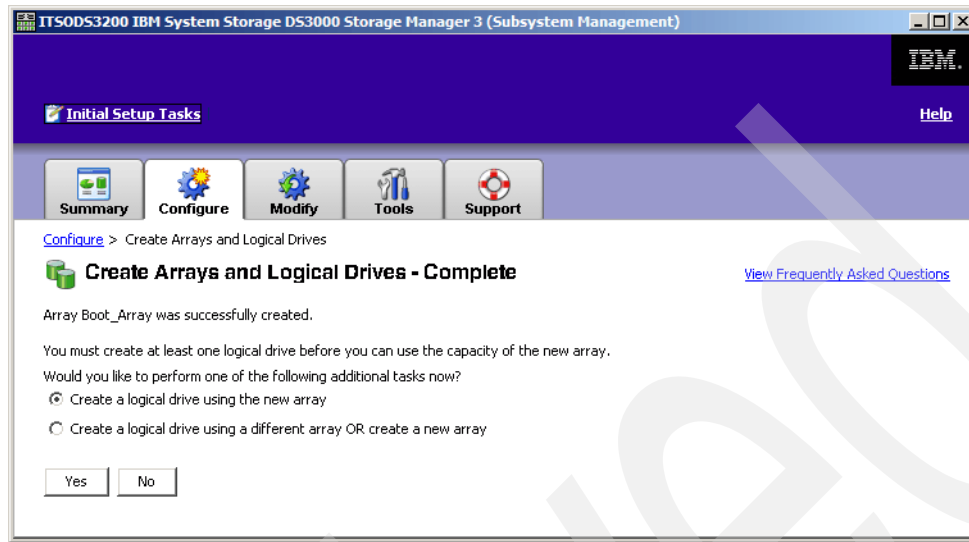 ITSODS3200 IBM System Storage DS3000 Storage Manager 3 (Subsystem Management)
IBM.
Initial Setup Tasks
Help
Summary
Configure
Modify
Tools
Support
Configure > Create Arrays and Logical Drives
Create Arrays and Logical Drives - Complete
View Frequently Asked Questions
Array Boot_Array was successfully created.
You must create at least one logical drive before you can use the capacity of the new array.
Would you like to perform one of the following additional tasks now?
Create a logical drive using the new array
Create a logical drive using a different array OR create a new array
Yes
No